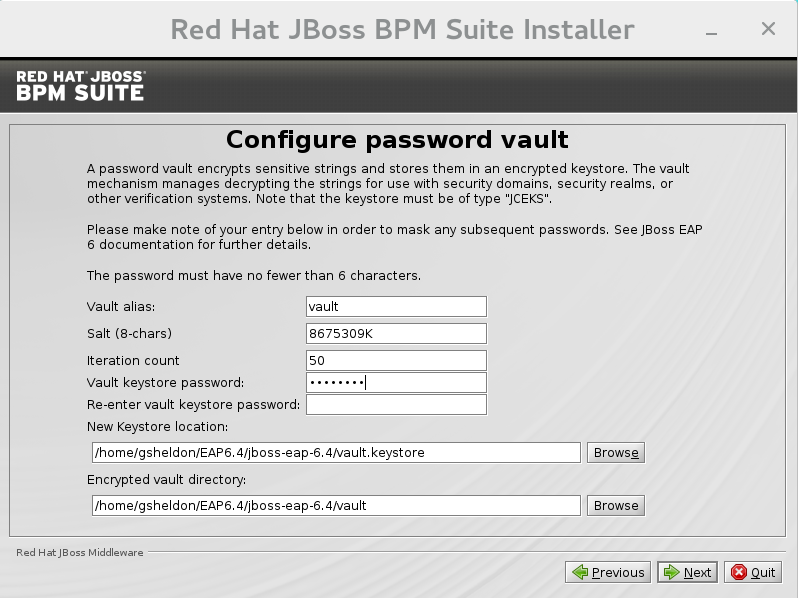 Red Hat JBoss BPM Suite Installer
RED HAT® JBOSS®
BPM SUITE
Configure password vault
A password vault encrypts sensitive strings and stores them in an encrypted keystore. The vault
mechanism manages decrypting the strings for use with security domains, security realms, or
other verification systems. Note that the keystore must be of type "JCEKS".
Please make note of your entry below in order to mask any subsequent passwords. See JBoss EAP
6 documentation for further details.
The password must have no fewer than 6 characters.
Vault alias: vault
Salt (8-chars) 8675309K
Iteration count 50
Vault keystore password: ••••••••
Re-enter vault keystore password:
New Keystore location:
/home/gsheldon/EAP6.4/jboss-eap-6.4/vault.keystore Browse
Encrypted vault directory:
/home/gsheldon/EAP6.4/jboss-eap-6.4/vault Browse
Red Hat JBoss Middleware
Previous Next Quit